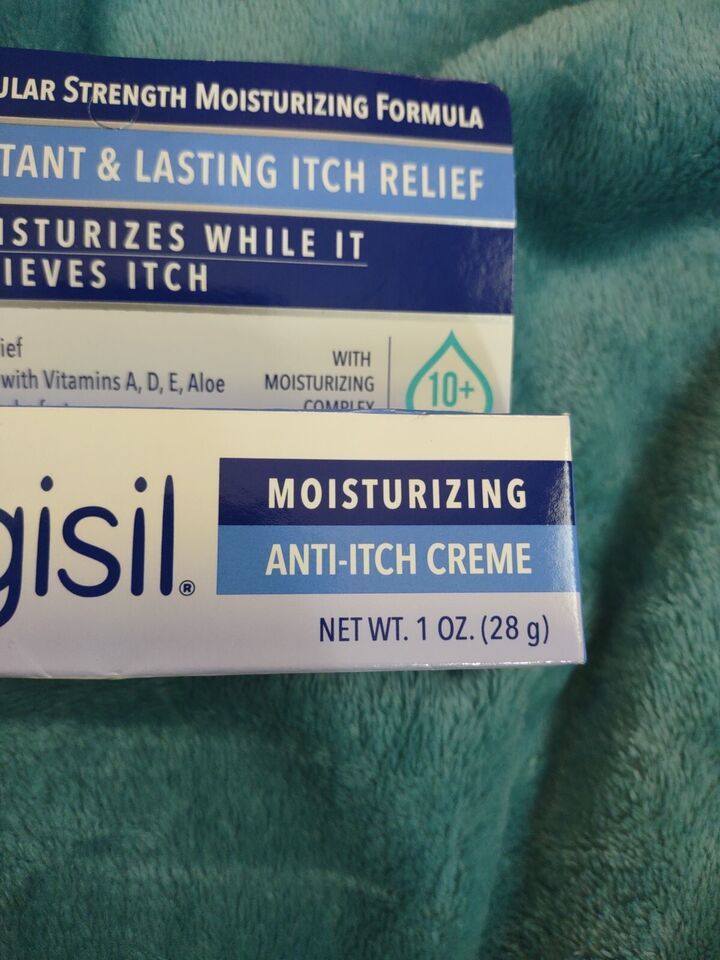 ULAR STRENGTH MOISTURIZING FORMULA
TANT & LASTING ITCH RELIEF
ISTURIZES WHILE IT
IEVES ITCH
ief
with Vitamins A, D, E, Aloe
WITH
MOISTURIZING
COMPLEX
10+
gisil®
MOISTURIZING
ANTI-ITCH CREME
NET WT. 1 OZ. (28 g)